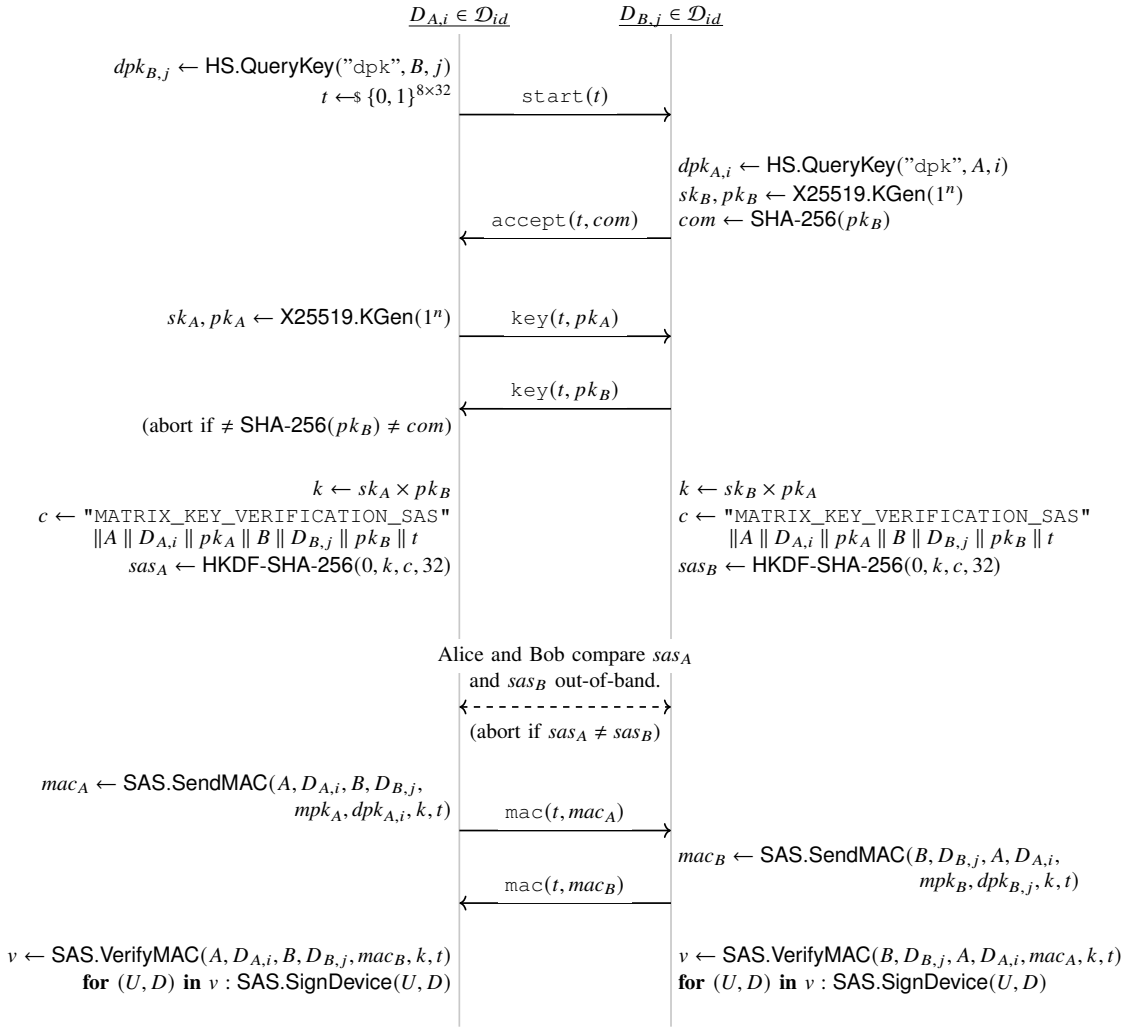 D_{A,i} ∈ 𝒟_{id} D_{B,j} ∈ 𝒟_{id}
dpk_{B,j} ← HS.QueryKey("dpk", B, j)
t ←$ {0, 1}^{8×32}
start(t)
dpk_{A,i} ← HS.QueryKey("dpk", A, i)
sk_B, pk_B ← X25519.KGen(1^n)
com ← SHA-256(pk_B)
accept(t, com)
sk_A, pk_A ← X25519.KGen(1^n)
key(t, pk_A)
key(t, pk_B)
(abort if ≠ SHA-256(pk_B) ≠ com)
k ← sk_A × pk_B
c ← "MATRIX_KEY_VERIFICATION_SAS"
∥A ∥ D_{A,i} ∥ pk_A ∥ B ∥ D_{B,j} ∥ pk_B ∥ t
sas_A ← HKDF-SHA-256(0, k, c, 32)
k ← sk_B × pk_A
c ← "MATRIX_KEY_VERIFICATION_SAS"
∥A ∥ D_{A,i} ∥ pk_A ∥ B ∥ D_{B,j} ∥ pk_B ∥ t
sas_B ← HKDF-SHA-256(0, k, c, 32)
Alice and Bob compare sas_A
and sas_B out-of-band.
(abort if sas_A ≠ sas_B)
mac_A ← SAS.SendMAC(A, D_{A,i}, B, D_{B,j},
mpk_A, dpk_{A,i}, k, t)
mac(t, mac_A)
mac_B ← SAS.SendMAC(B, D_{B,j}, A, D_{A,i},
mpk_B, dpk_{B,j}, k, t)
mac(t, mac_B)
v ← SAS.VerifyMAC(A, D_{A,i}, B, D_{B,j}, mac_B, k, t)
for (U, D) in v : SAS.SignDevice(U, D)
v ← SAS.VerifyMAC(B, D_{B,j}, A, D_{A,i}, mac_A, k, t)
for (U, D) in v : SAS.SignDevice(U, D)